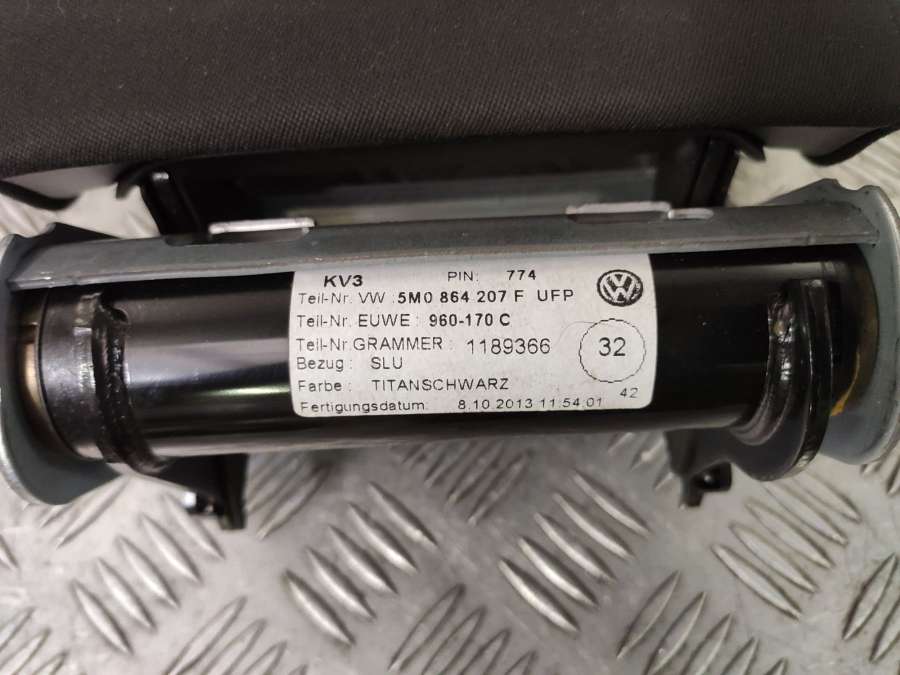 KV3 PIN: 774
Teil-Nr. VW : 5M0 864 207 F UFP
Teil-Nr. EUWE : 960-170 C
Teil-Nr. GRAMMER : 1189366 32
Bezug : SLU
Farbe : TITANSCHWARZ
Fertigungsdatum: 8.10.2013 11:54:01 42